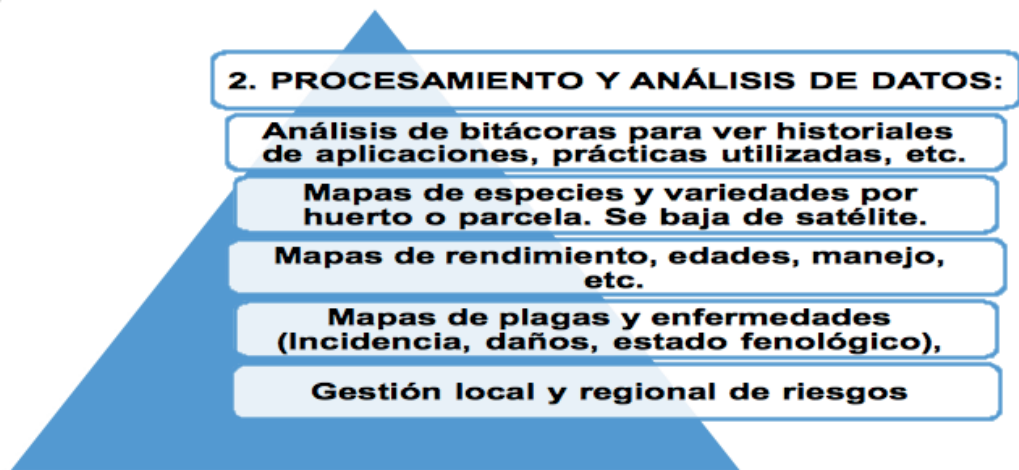 2. PROCESAMIENTO Y ANÁLISIS DE DATOS:
Análisis de bitácoras para ver historiales
de aplicaciones, prácticas utilizadas, etc.
Mapas de especies y variedades por
huerto o parcela. Se baja de satélite.
Mapas de rendimiento, edades, manejo,
etc.
Mapas de plagas y enfermedades
(Incidencia, daños, estado fenológico),
Gestión local y regional de riesgos